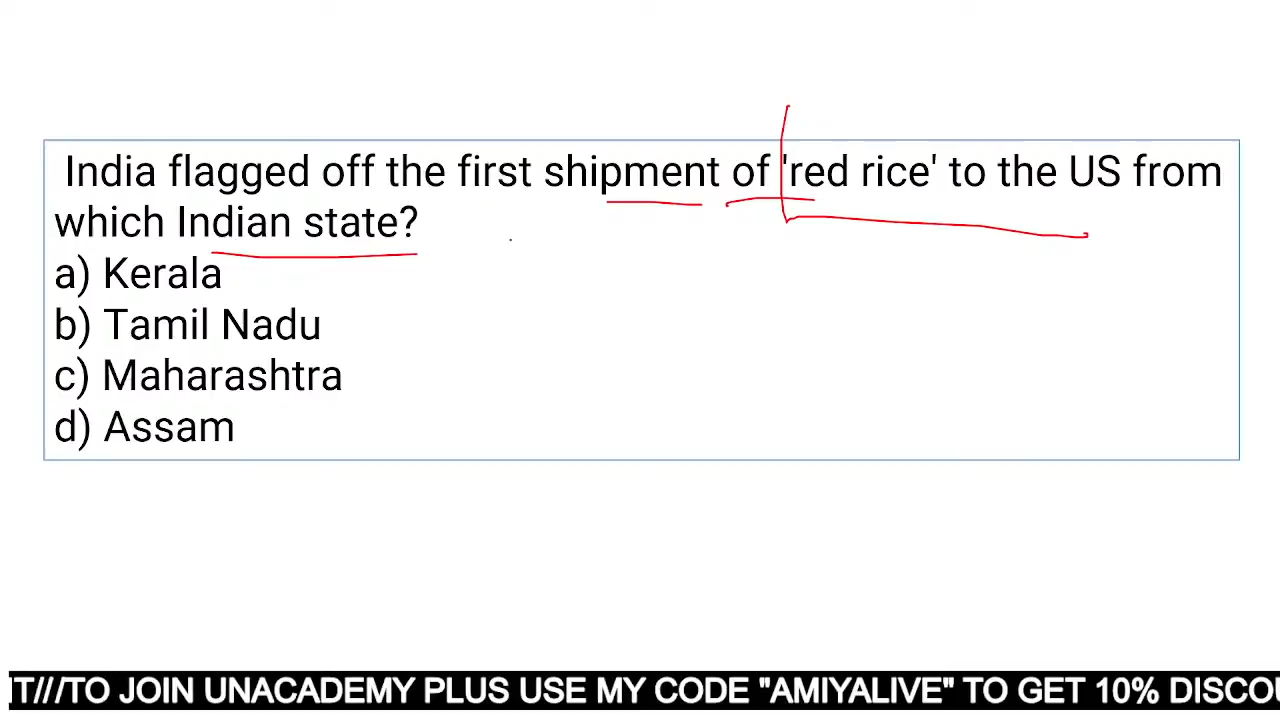 India flagged off the first shipment of 'red rice' to the US from
which Indian state?
a) Kerala
b) Tamil Nadu
c) Maharashtra
d) Assam
T///TO JOIN UNACADEMY PLUS USE MY CODE "AMIYALIVE" TO GET 10% DISCOU